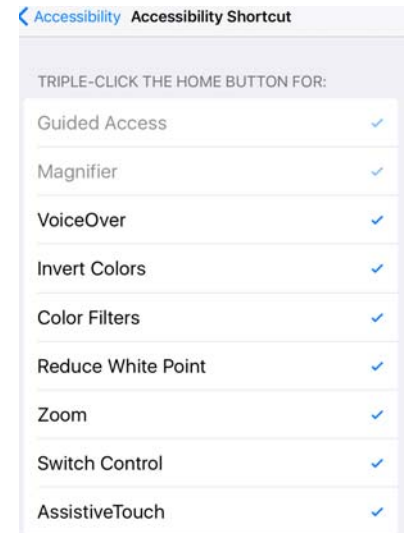 Accessibility Accessibility Shortcut
TRIPLE-CLICK THE HOME BUTTON FOR:
Guided Access
Magnifier
VoiceOver
Invert Colors
Color Filters
Reduce White Point
Zoom
Switch Control
AssistiveTouch